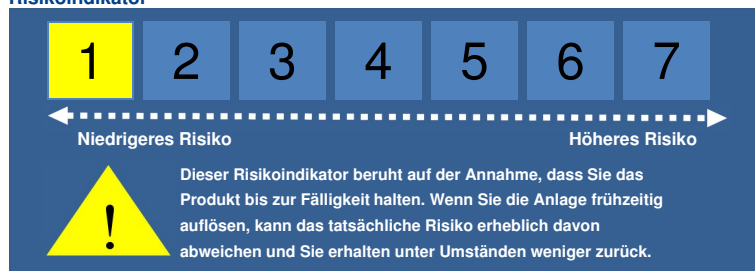 Risikoindikator
1 2 3 4 5 6 7
Niedrigeres Risiko Höheres Risiko
Dieser Risikoindikator beruht auf der Annahme, dass Sie das
Produkt bis zur Fälligkeit halten. Wenn Sie die Anlage frühzeitig
auflösen, kann das tatsächliche Risiko erheblich davon
abweichen und Sie erhalten unter Umständen weniger zurück.
!